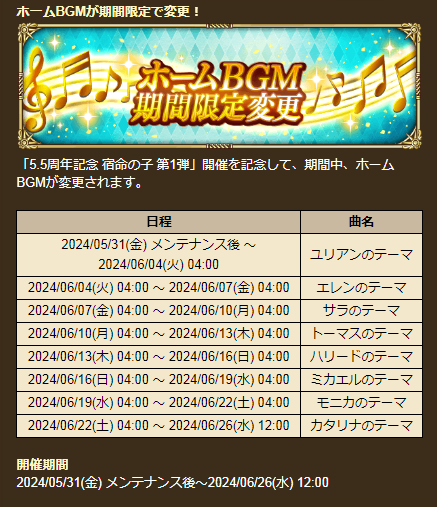 ホームBGMが期間限定で変更！
ホームBGM
期間限定変更
「5.5周年記念 宿命の子 第1弾」開催を記念して、期間中、ホーム
BGMが変更されます。
日程 曲名
2024/05/31(金) メンテナンス後 ～
2024/06/04(火) 04:00 ユリアンのテーマ
2024/06/04(火) 04:00 ～ 2024/06/07(金) 04:00 エレンのテーマ
2024/06/07(金) 04:00 ～ 2024/06/10(月) 04:00 サラのテーマ
2024/06/10(月) 04:00 ～ 2024/06/13(木) 04:00 トーマスのテーマ
2024/06/13(木) 04:00 ～ 2024/06/16(日) 04:00 ハリードのテーマ
2024/06/16(日) 04:00 ～ 2024/06/19(水) 04:00 ミカエルのテーマ
2024/06/19(水) 04:00 ～ 2024/06/22(土) 04:00 モニカのテーマ
2024/06/22(土) 04:00 ～ 2024/06/26(水) 12:00 カタリナのテーマ
開催期間
2024/05/31(金) メンテナンス後～2024/06/26(水) 12:00